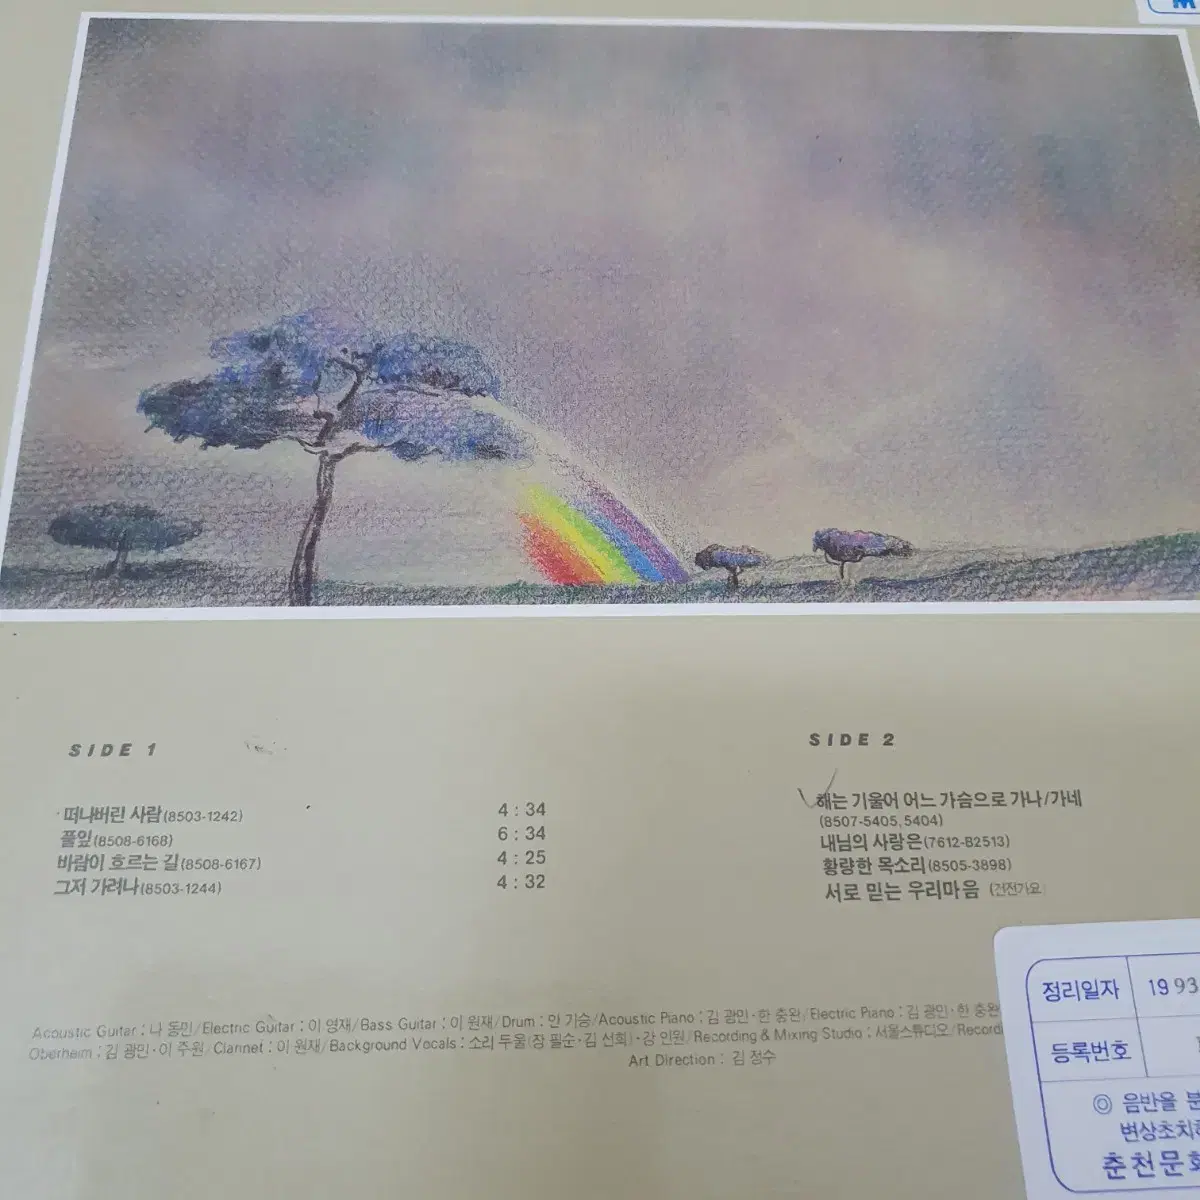 M
SIDE 1
떠나버린 사람(8503-1242) 4 : 34
풀잎(8508-6168) 6 : 34
바람이 흐르는 길(8508-6167) 4 : 25
그저 가려나(8503-1244) 4 : 32
SIDE 2
해는 기울어 어느 가슴으로 가나/가네
(8507-5405, 5404)
내님의 사랑은(7612-B2513)
황량한 목소리(8505-3898)
서로 믿는 우리마음 (건전가요)
Acoustic Guitar : 나 동민/Electric Guitar : 이 영재/Bass Guitar : 이 원재/Drum : 안 기승/Acoustic Piano : 김 광민·한 충완/Electric Piano : 김 광민·한 충완
Oberheim : 김 광민·이 주원/Clarinet : 이 원재/Background Vocals : 소리 두울(장 필순·김 선희)·강 인원/Recording & Mixing Studio : 서울스튜디오/Recordi
Art Direction : 김 정수
정리일자 1993
등록번호
◎ 음반을 분
변상조치하
춘천문화